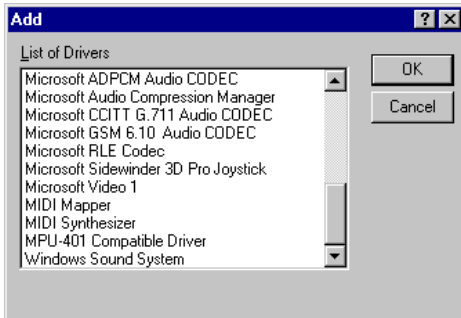 Add
List of Drivers
Microsoft ADPCM Audio CODEC
Microsoft Audio Compression Manager
Microsoft CCITT G.711 Audio CODEC
Microsoft GSM 6.10 Audio CODEC
Microsoft RLE Codec
Microsoft Sidewinder 3D Pro Joystick
Microsoft Video 1
MIDI Mapper
MIDI Synthesizer
MPU-401 Compatible Driver
Windows Sound System
OK
Cancel